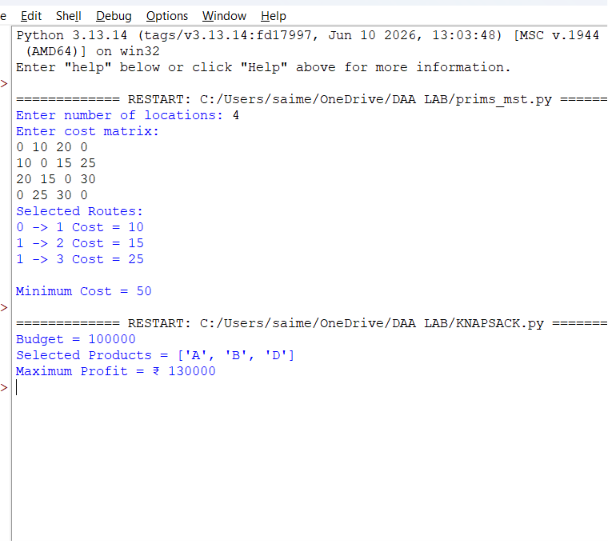 e Edit Shell Debug Options Window Help
Python 3.13.14 (tags/v3.13.14:fd17997, Jun 10 2026, 13:03:48) [MSC v.1944
(AMD64)] on win32
Enter "help" below or click "Help" above for more information.
>
============= RESTART: C:/Users/saime/OneDrive/DAA LAB/prims_mst.py ======
Enter number of locations: 4
Enter cost matrix:
0 10 20 0
10 0 15 25
20 15 0 30
0 25 30 0
Selected Routes:
0 -> 1 Cost = 10
1 -> 2 Cost = 15
1 -> 3 Cost = 25
Minimum Cost = 50
>
============= RESTART: C:/Users/saime/OneDrive/DAA LAB/KNAPSACK.py =======
Budget = 100000
Selected Products = ['A', 'B', 'D']
Maximum Profit = ₹ 130000
>